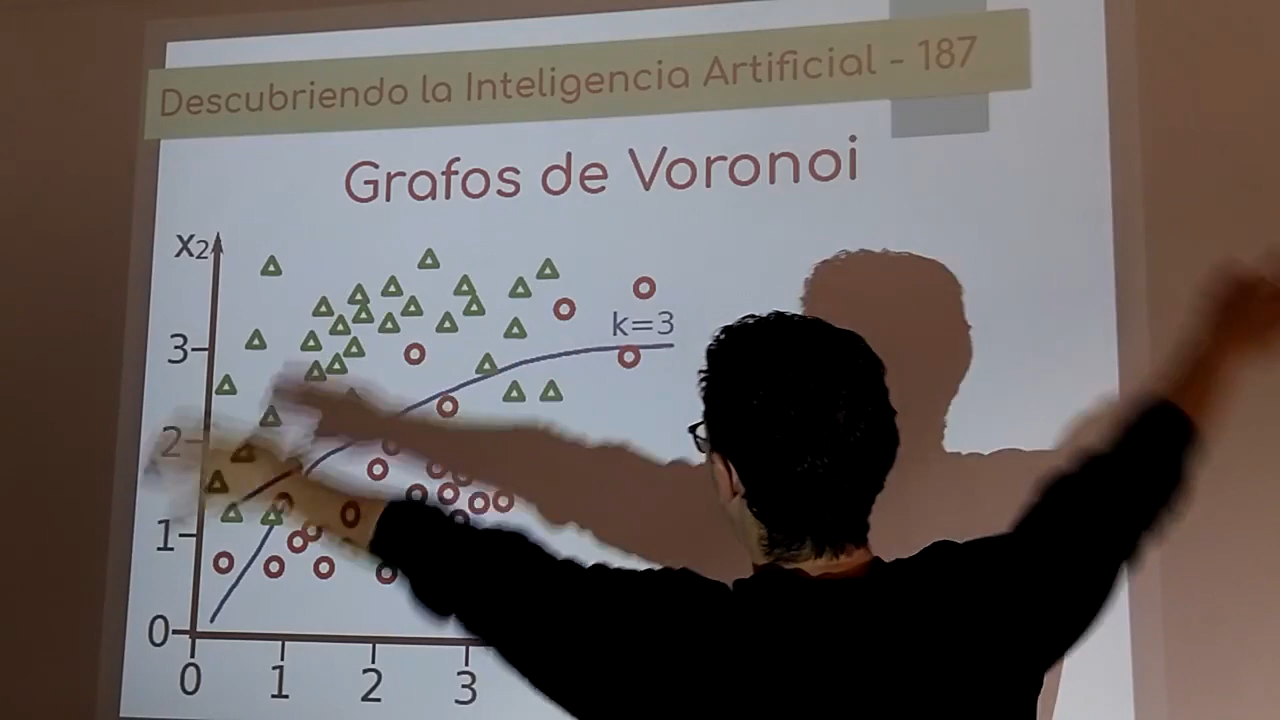 Descubriendo la Inteligencia Artificial - 187
Grafos de Voronoi
x2
k=3
3
2
1
0
0 1 2 3